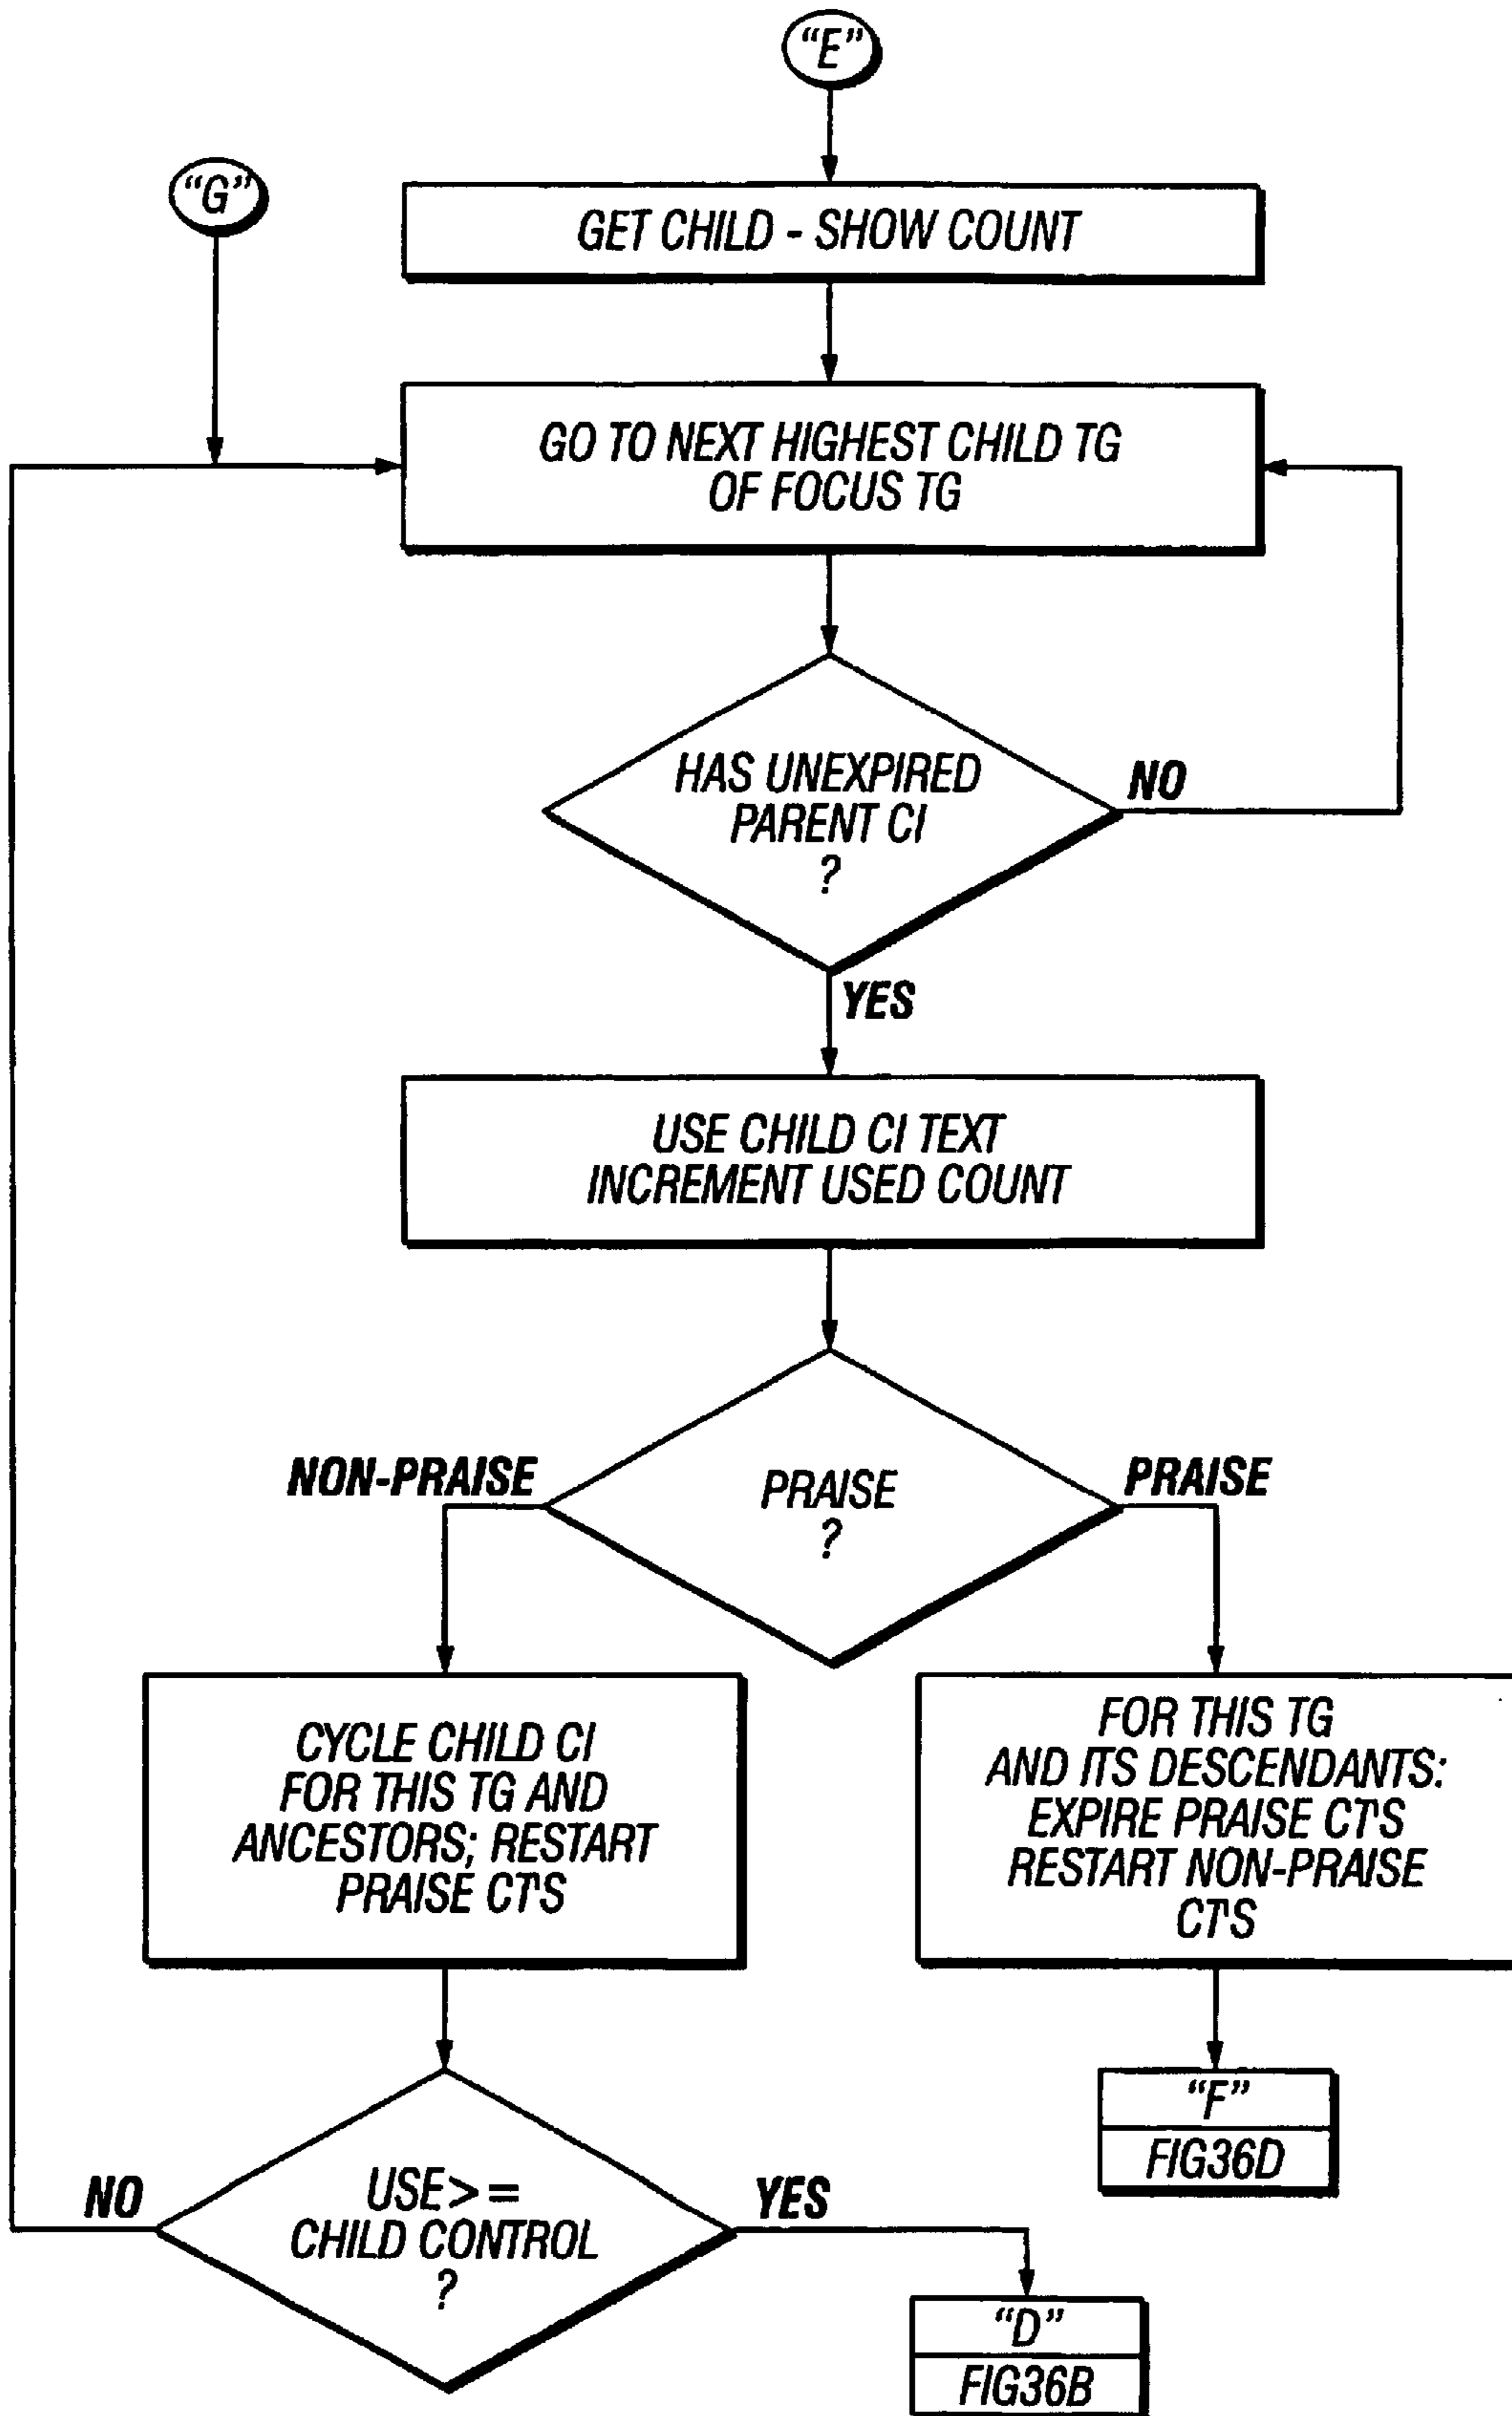 “E”
“G”
GET CHILD - SHOW COUNT
GO TO NEXT HIGHEST CHILD TG
OF FOCUS TG
HAS UNEXPIRED
PARENT CI
?
NO
YES
USE CHILD CI TEXT
INCREMENT USED COUNT
NON-PRAISE
PRAISE
?
PRAISE
CYCLE CHILD CI
FOR THIS TG AND
ANCESTORS; RESTART
PRAISE CT'S
FOR THIS TG
AND ITS DESCENDANTS:
EXPIRE PRAISE CT'S
RESTART NON-PRAISE
CT'S
“F”
FIG36D
NO
USE>=
CHILD CONTROL
?
YES
“D”
FIG36B